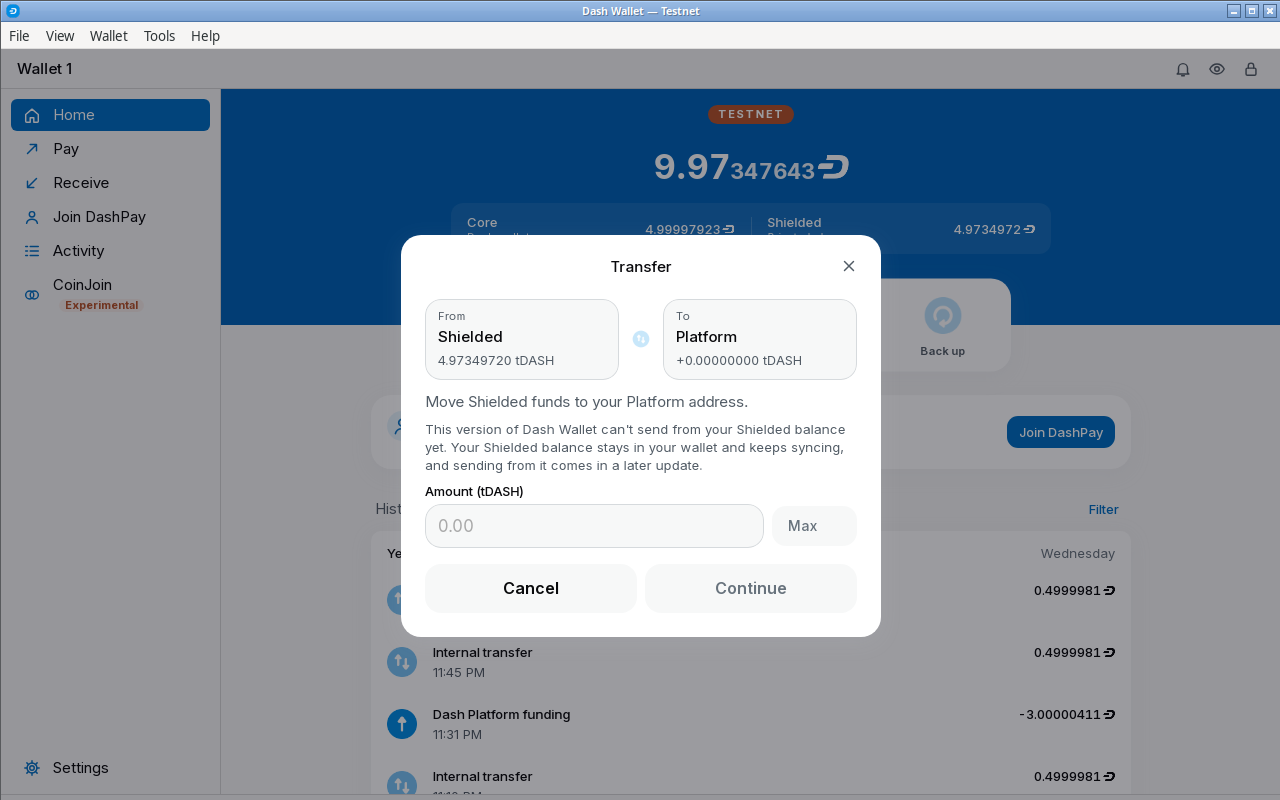 Dash Wallet — Testnet
File View Wallet Tools Help
Wallet 1
Home
Pay
Receive
Join DashPay
Activity
CoinJoin
Experimental
Settings
TESTNET
9.97347643
Core
4.99997923
Shielded
4.9734972
Back up
Join DashPay
Transfer
From
Shielded
4.97349720 tDASH
To
Platform
+0.00000000 tDASH
Move Shielded funds to your Platform address.
This version of Dash Wallet can't send from your Shielded balance
yet. Your Shielded balance stays in your wallet and keeps syncing,
and sending from it comes in a later update.
Amount (tDASH)
0.00
Max
Cancel
Continue
Filter
Wednesday
0.4999981
Internal transfer
11:45 PM
0.4999981
Dash Platform funding
11:31 PM
-3.00000411
Internal transfer
0.4999981